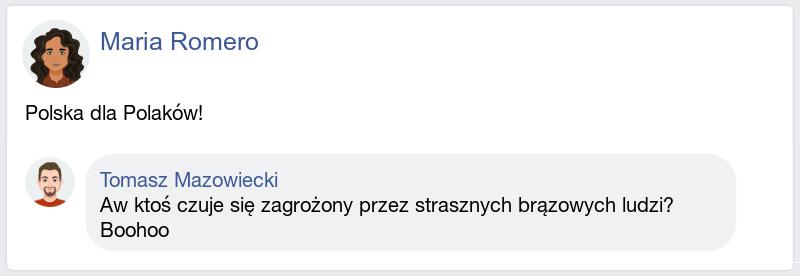 Maria Romero
Polska dla Polaków!
Tomasz Mazowiecki
Aw ktoś czuje się zagrożony przez strasznych brązowych ludzi?
Boohoo